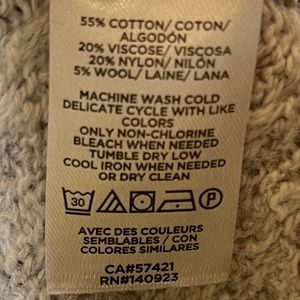 55% COTTON/ COTON/
ALGODÓN
20% VISCOSE/ VISCOSA
20% NYLON/ NILÓN
5% WOOL/ LAINE/ LANA
MACHINE WASH COLD
DELICATE CYCLE WITH LIKE
COLORS
ONLY NON-CHLORINE
BLEACH WHEN NEEDED
TUMBLE DRY LOW
COOL IRON WHEN NEEDED
OR DRY CLEAN
30 P
AVEC DES COULEURS
SEMBLABLES / CON
COLORES SIMILARES
CA#57421
RN#140923